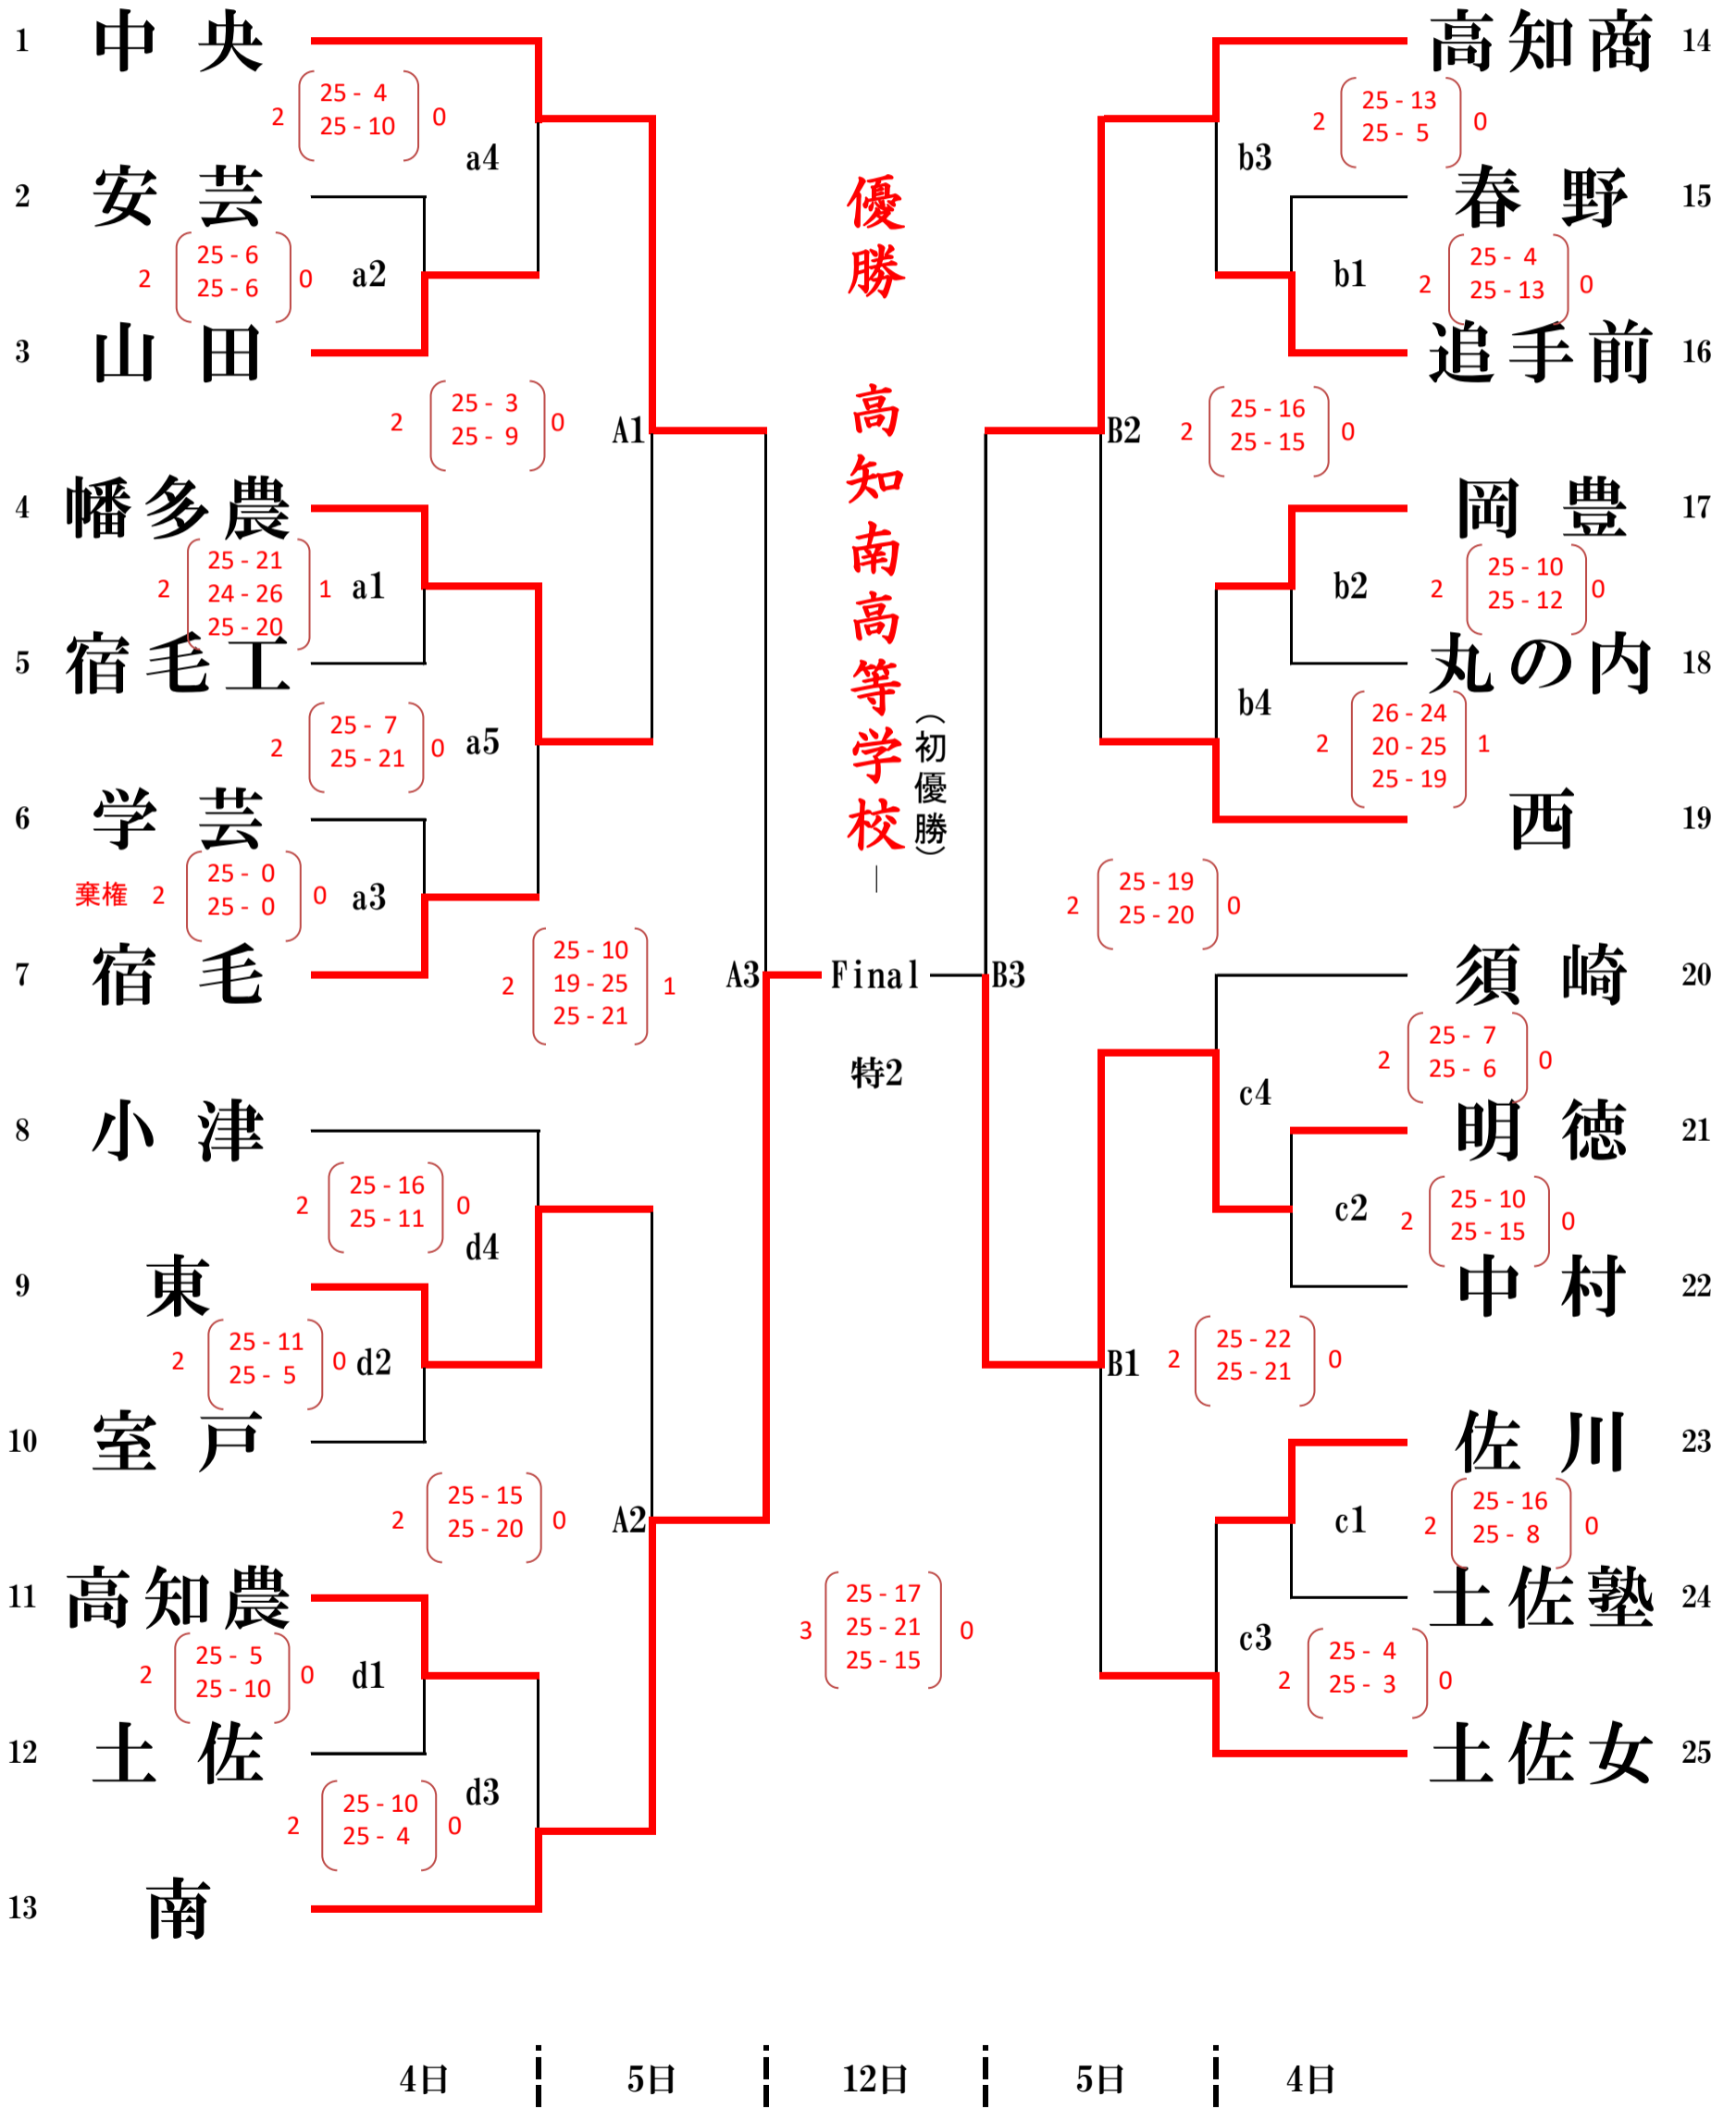 1 中央
2 (25 - 4
25 - 10) 0
a4
2 安芸
2 (25 - 6
25 - 6) 0
a2
3 山田
2 (25 - 3
25 - 9) 0
A1
4 幡多農
2 (25 - 21
24 - 26
25 - 20) 1
a1
5 宿毛工
2 (25 - 7
25 - 21) 0
a5
6 学芸
棄権 2 (25 - 0
25 - 0) 0
a3
7 宿毛
2 (25 - 10
19 - 25
25 - 21) 1
A3
8 小津
2 (25 - 16
25 - 11) 0
d4
9 東
2 (25 - 11
25 - 5) 0
d2
10 室戸
2 (25 - 15
25 - 20) 0
A2
11 高知農
2 (25 - 5
25 - 10) 0
d1
12 土佐
2 (25 - 10
25 - 4) 0
d3
13 南
優勝 高知南高等学校
(初優勝)
Final
特2
3 (25 - 17
25 - 21
25 - 15) 0
高知商 14
2 (25 - 13
25 - 5) 0
b3
春野 15
2 (25 - 4
25 - 13) 0
b1
追手前 16
B2
2 (25 - 16
25 - 15) 0
岡豊 17
2 (25 - 10
25 - 12) 0
b2
丸の内 18
b4
2 (26 - 24
20 - 25
25 - 19) 1
西 19
2 (25 - 19
25 - 20) 0
B3
須崎 20
2 (25 - 7
25 - 6) 0
c4
明徳 21
c2
2 (25 - 10
25 - 15) 0
中村 22
B1
2 (25 - 22
25 - 21) 0
佐川 23
c1
2 (25 - 16
25 - 8) 0
土佐塾 24
c3
2 (25 - 4
25 - 3) 0
土佐女 25
4日 5日 12日 5日 4日